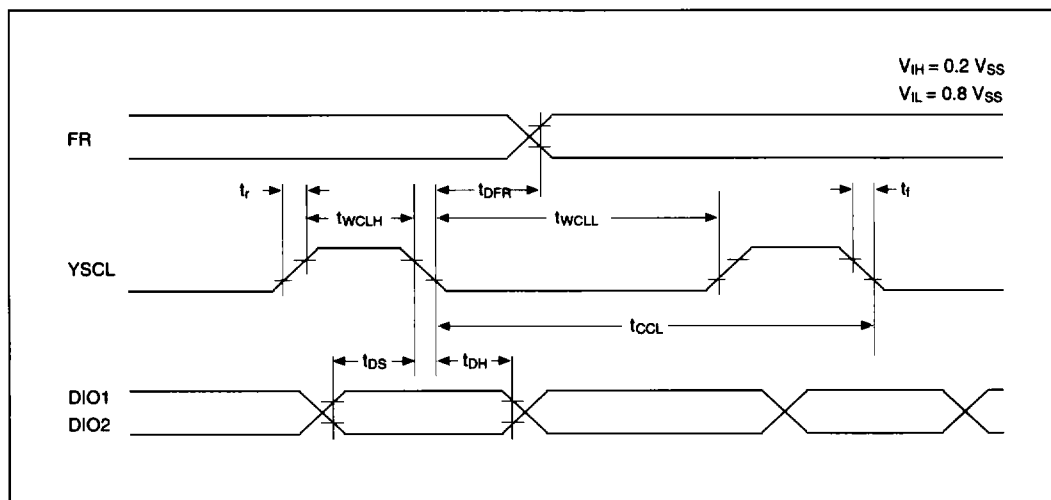 V_IH = 0.2 V_SS
V_IL = 0.8 V_SS
FR
t_r
t_WCLH
t_DFR
t_WCLL
t_f
YSCL
t_CCL
t_DS
t_DH
DIO1
DIO2